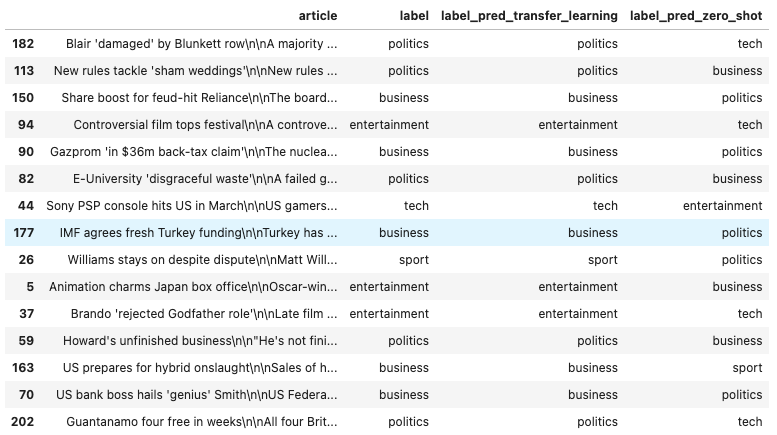 article label label_pred_transfer_learning label_pred_zero_shot
182 Blair 'damaged' by Blunkett row\n\nA majority ... politics politics tech
113 New rules tackle 'sham weddings'\n\nNew rules ... politics politics business
150 Share boost for feud-hit Reliance\n\nThe board... business business politics
94 Controversial film tops festival\n\nA controve... entertainment entertainment tech
90 Gazprom 'in $36m back-tax claim'\n\nThe nuclea... business business politics
82 E-University 'disgraceful waste'\n\nA failed g... politics politics business
44 Sony PSP console hits US in March\n\nUS gamers... tech tech entertainment
177 IMF agrees fresh Turkey funding\n\nTurkey has ... business business politics
26 Williams stays on despite dispute\n\nMatt Will... sport sport politics
5 Animation charms Japan box office\n\nOscar-win... entertainment entertainment business
37 Brando 'rejected Godfather role'\n\nLate film ... entertainment entertainment tech
59 Howard's unfinished business\n\n"He's not fini... politics politics business
163 US prepares for hybrid onslaught\n\nSales of h... business business sport
70 US bank boss hails 'genius' Smith\n\nUS Federa... business business politics
202 Guantanamo four free in weeks\n\nAll four Brit... politics politics tech